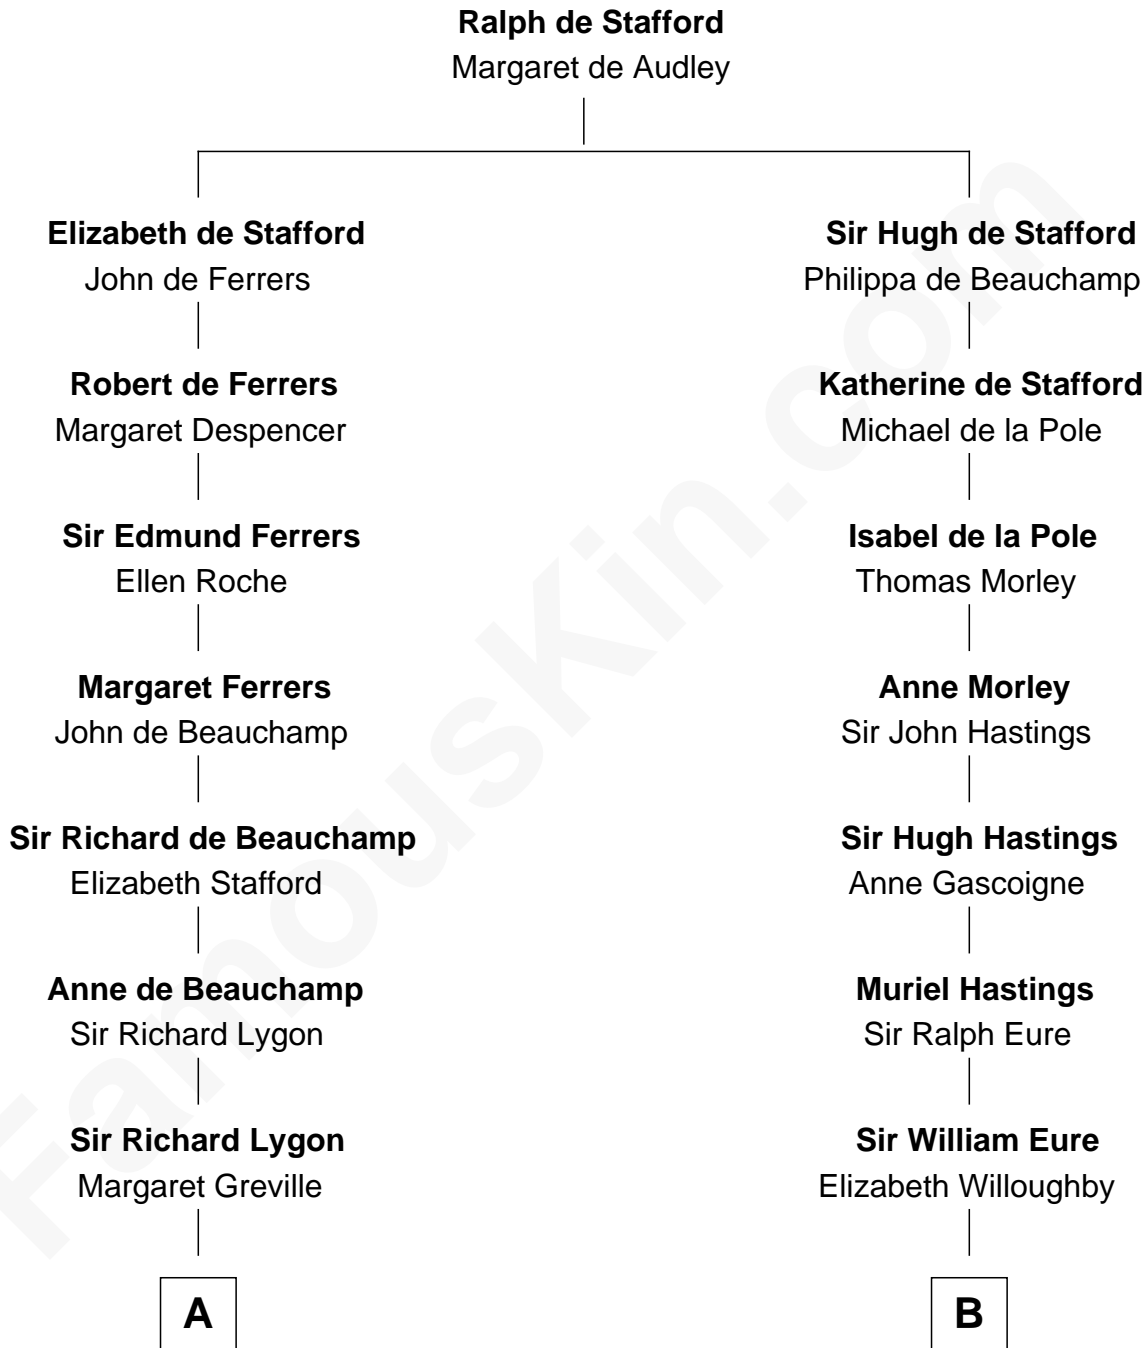 Ralph de Stafford
Margaret de Audley
Elizabeth de Stafford
John de Ferrers
Sir Hugh de Stafford
Philippa de Beauchamp
Robert de Ferrers
Margaret Despencer
Katherine de Stafford
Michael de la Pole
Sir Edmund Ferrers
Ellen Roche
Isabel de la Pole
Thomas Morley
Margaret Ferrers
John de Beauchamp
Anne Morley
Sir John Hastings
Sir Richard de Beauchamp
Elizabeth Stafford
Sir Hugh Hastings
Anne Gascoigne
Anne de Beauchamp
Sir Richard Lygon
Muriel Hastings
Sir Ralph Eure
Sir Richard Lygon
Margaret Greville
Sir William Eure
Elizabeth Willoughby
A
B
FamousKin.com